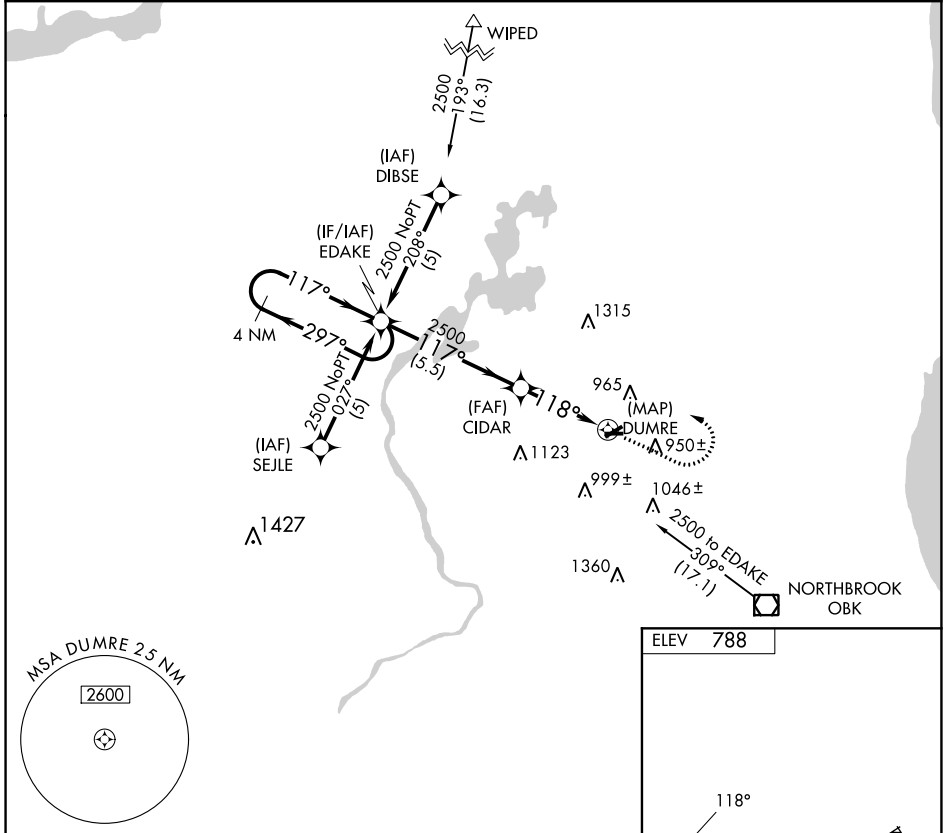 WIPED
2500
193°
(16.3)
(IAF)
DIBSE
2500 NoPT
208°
(5)
(IF/IAF)
EDAKE
117°
4 NM
297°
2500
117°
(5.5)
1315
2500 NoPT
027°
(5)
(IAF)
SEJLE
(FAF)
CIDAR
118°
965
(MAP)
DUMRE
950±
1123
999±
1046±
1427
1360
2500 to EDAKE
309°
(17.1)
NORTHBROOK
OBK
MSA DUMRE 25 NM
2600
ELEV 788
118°